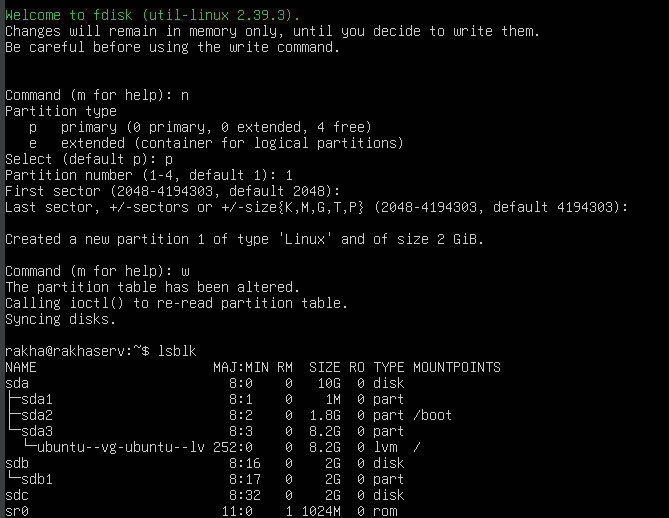 Welcome to fdisk (util-linux 2.39.3).
Changes will remain in memory only, until you decide to write them.
Be careful before using the write command.

Command (m for help): n
Partition type
   p   primary (0 primary, 0 extended, 4 free)
   e   extended (container for logical partitions)
Select (default p): p
Partition number (1-4, default 1): 1
First sector (2048-4194303, default 2048):
Last sector, +/-sectors or +/-size{K,M,G,T,P} (2048-4194303, default 4194303):

Created a new partition 1 of type 'Linux' and of size 2 GiB.

Command (m for help): w
The partition table has been altered.
Calling ioctl() to re-read partition table.
Syncing disks.

rakha@rakhaserv:~$ lsblk
NAME                      MAJ:MIN RM  SIZE RO TYPE MOUNTPOINTS
sda                         8:0    0   10G  0 disk
├─sda1                      8:1    0    1M  0 part
├─sda2                      8:2    0  1.8G  0 part /boot
└─sda3                      8:3    0  8.2G  0 part
  └─ubuntu--vg-ubuntu--lv 252:0    0  8.2G  0 lvm  /
sdb                         8:16   0    2G  0 disk
└─sdb1                      8:17   0    2G  0 part
sdc                         8:32   0    2G  0 disk
sr0                        11:0    1 1024M  0 rom